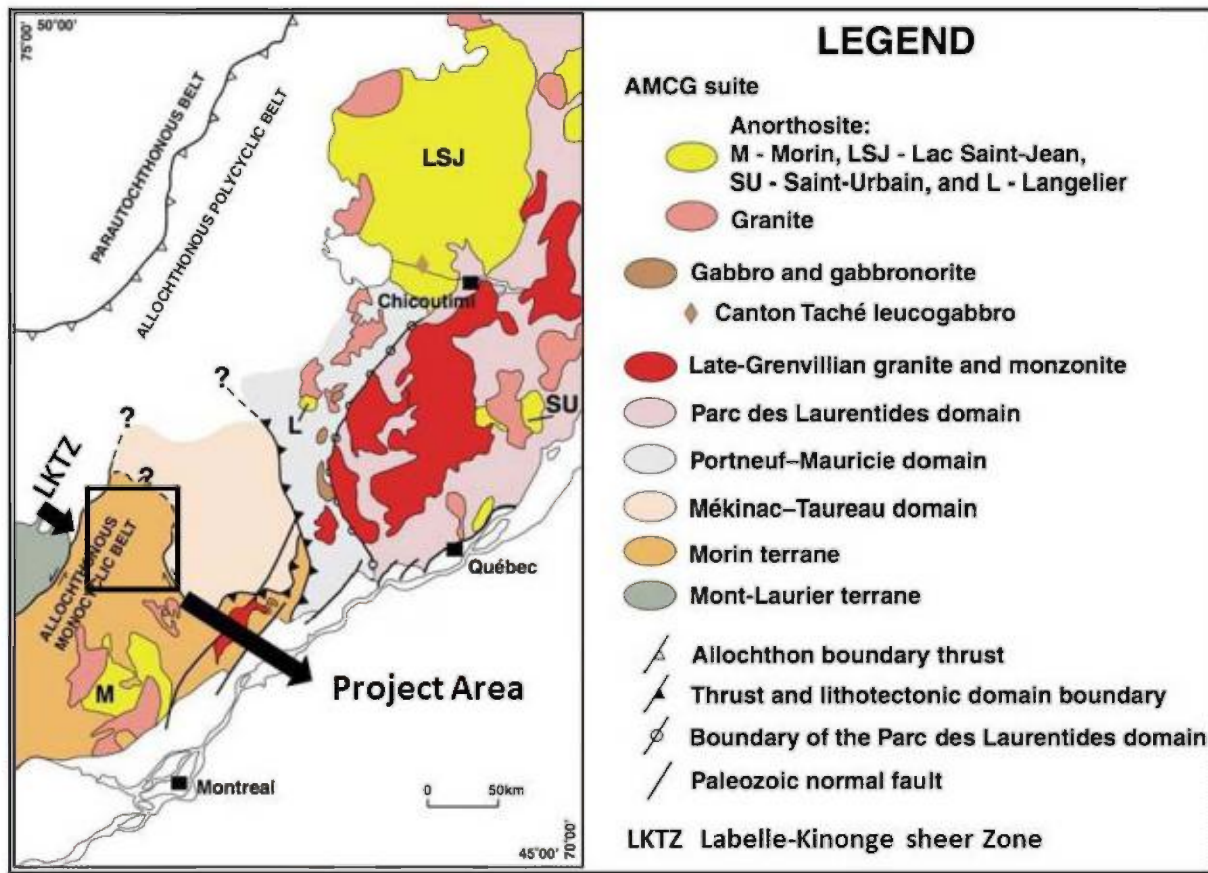 75°00'
50°00'
PARAUTOCHTHONOUS BELT
ALLOCHTHONOUS POLYCYCLIC BELT
LSJ
Chicoutimi
?
?
L
SU
LKTZ
?
ALLOCHTHONOUS
MONOCYCLIC BELT
Québec
Project Area
M
Montreal
0 50km
45°00'
70°00'
LEGEND
AMCG suite
Anorthosite:
M - Morin, LSJ - Lac Saint-Jean,
SU - Saint-Urbain, and L - Langelier
Granite
Gabbro and gabbronorite
Canton Taché leucogabbro
Late-Grenvillian granite and monzonite
Parc des Laurentides domain
Portneuf–Mauricie domain
Mékinac–Taureau domain
Morin terrane
Mont-Laurier terrane
Allochthon boundary thrust
Thrust and lithotectonic domain boundary
Boundary of the Parc des Laurentides domain
Paleozoic normal fault
LKTZ Labelle-Kinonge sheer Zone